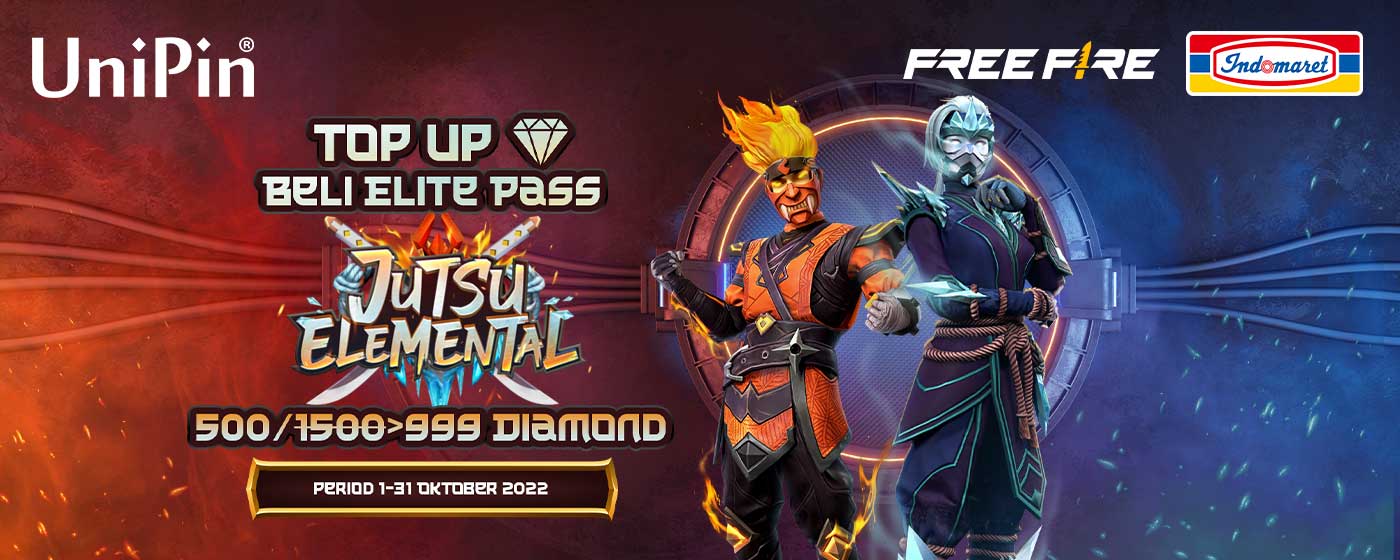 UniPin®
FREE FIRE
Indomaret
TOP UP
BELI ELITE PASS
JUTSU
ELEMENTAL
500/1500>999 DIAMOND
PERIOD 1-31 OKTOBER 2022